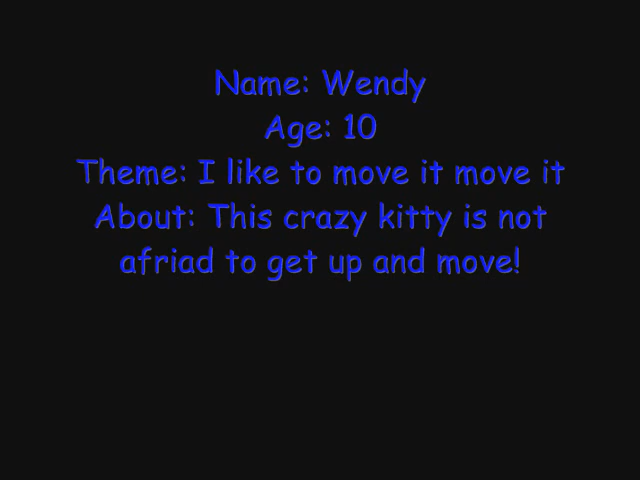 Name: Wendy
Age: 10
Theme: I like to move it move it
About: This crazy kitty is not
afriad to get up and move!